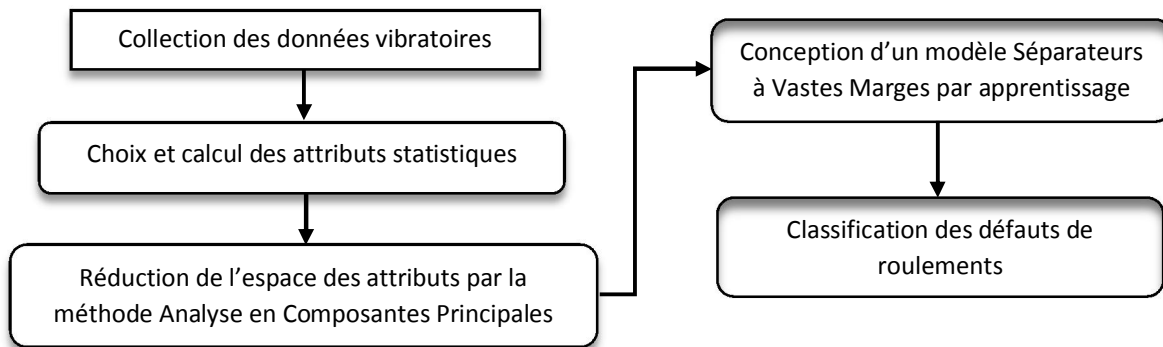 Collection des données vibratoires
Choix et calcul des attributs statistiques
Réduction de l’espace des attributs par la
méthode Analyse en Composantes Principales
Conception d’un modèle Séparateurs
à Vastes Marges par apprentissage
Classification des défauts de
roulements